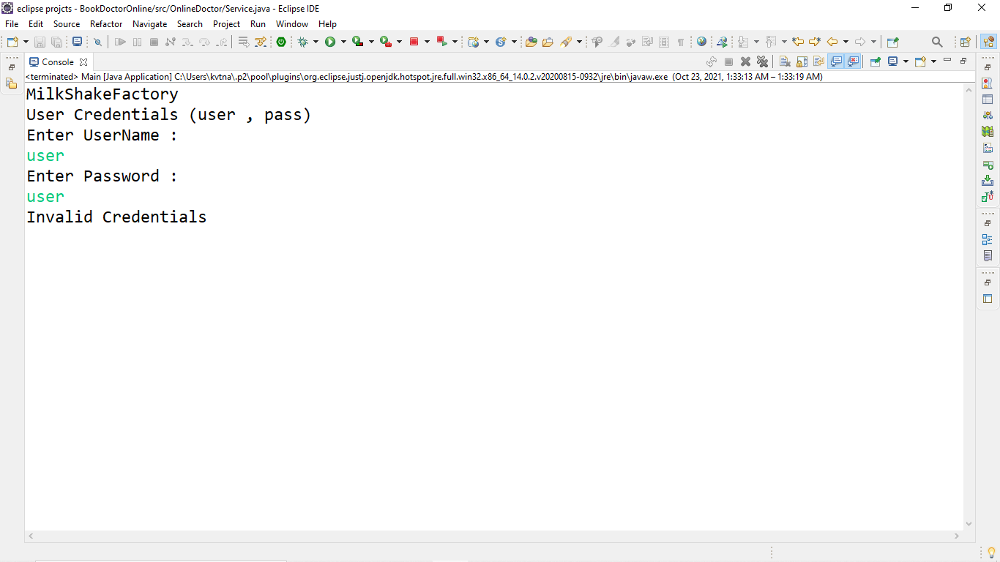 eclipse projcts - BookDoctorOnline/src/OnlineDoctor/Service.java - Eclipse IDE
File Edit Source Refactor Navigate Search Project Run Window Help
Console
<terminated> Main [Java Application] C:\Users\kvtna\.p2\pool\plugins\org.eclipse.justj.openjdk.hotspot.jre.full.win32.x86_64_14.0.2.v20200815-0932\jre\bin\javaw.exe (Oct 23, 2021, 1:33:13 AM – 1:33:19 AM)
MilkShakeFactory
User Credentials (user , pass)
Enter UserName :
user
Enter Password :
user
Invalid Credentials